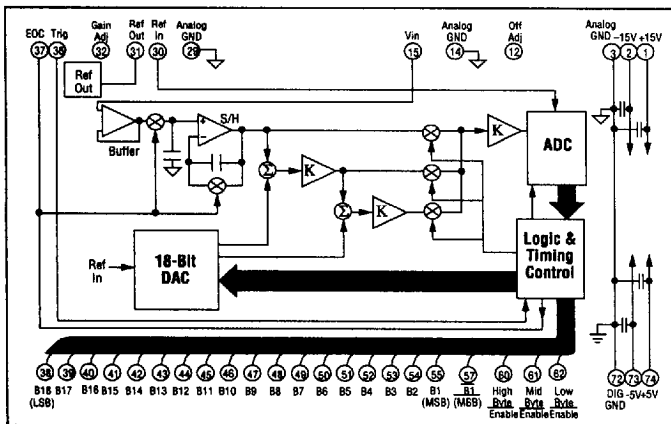 EOC Trig Gain Adj Ref Out Ref In Analog GND Vin Analog GND Off Adj Analog GND -15V +15V
37 36 32 31 30 29 15 14 12 3 2 1
Ref Out
S/H
Buffer
K
ADC
Σ
K
Σ
K
Logic & Timing Control
Ref In
18-Bit DAC
38 39 40 41 42 43 44 45 46 47 48 49 50 51 52 53 54 55 57 60 61 62 72 73 74
B18 B17 B16 B15 B14 B13 B12 B11 B10 B9 B8 B7 B6 B5 B4 B3 B2 B1 B1 High Mid Low DIG -5V +5V
(LSB) (MSB) (MSB) Byte Byte Byte GND
Enable Enable Enable